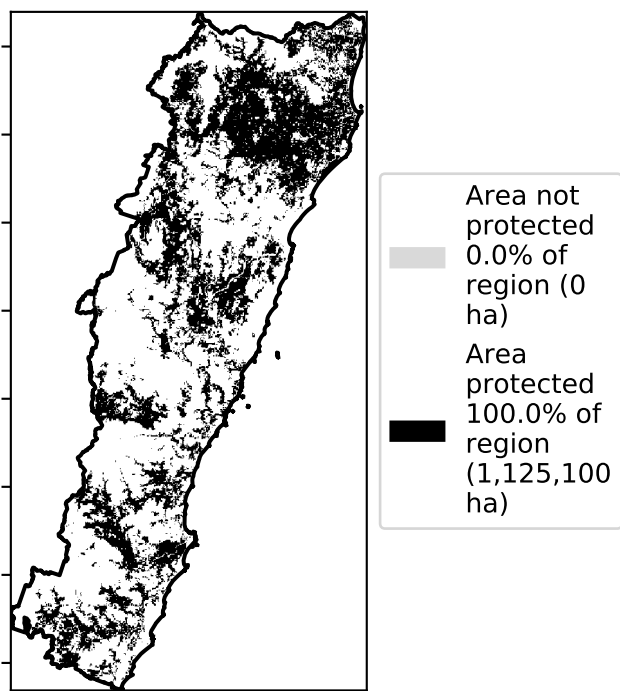 Area not
protected
0.0% of
region (0
ha)
Area
protected
100.0% of
region
(1,125,100
ha)